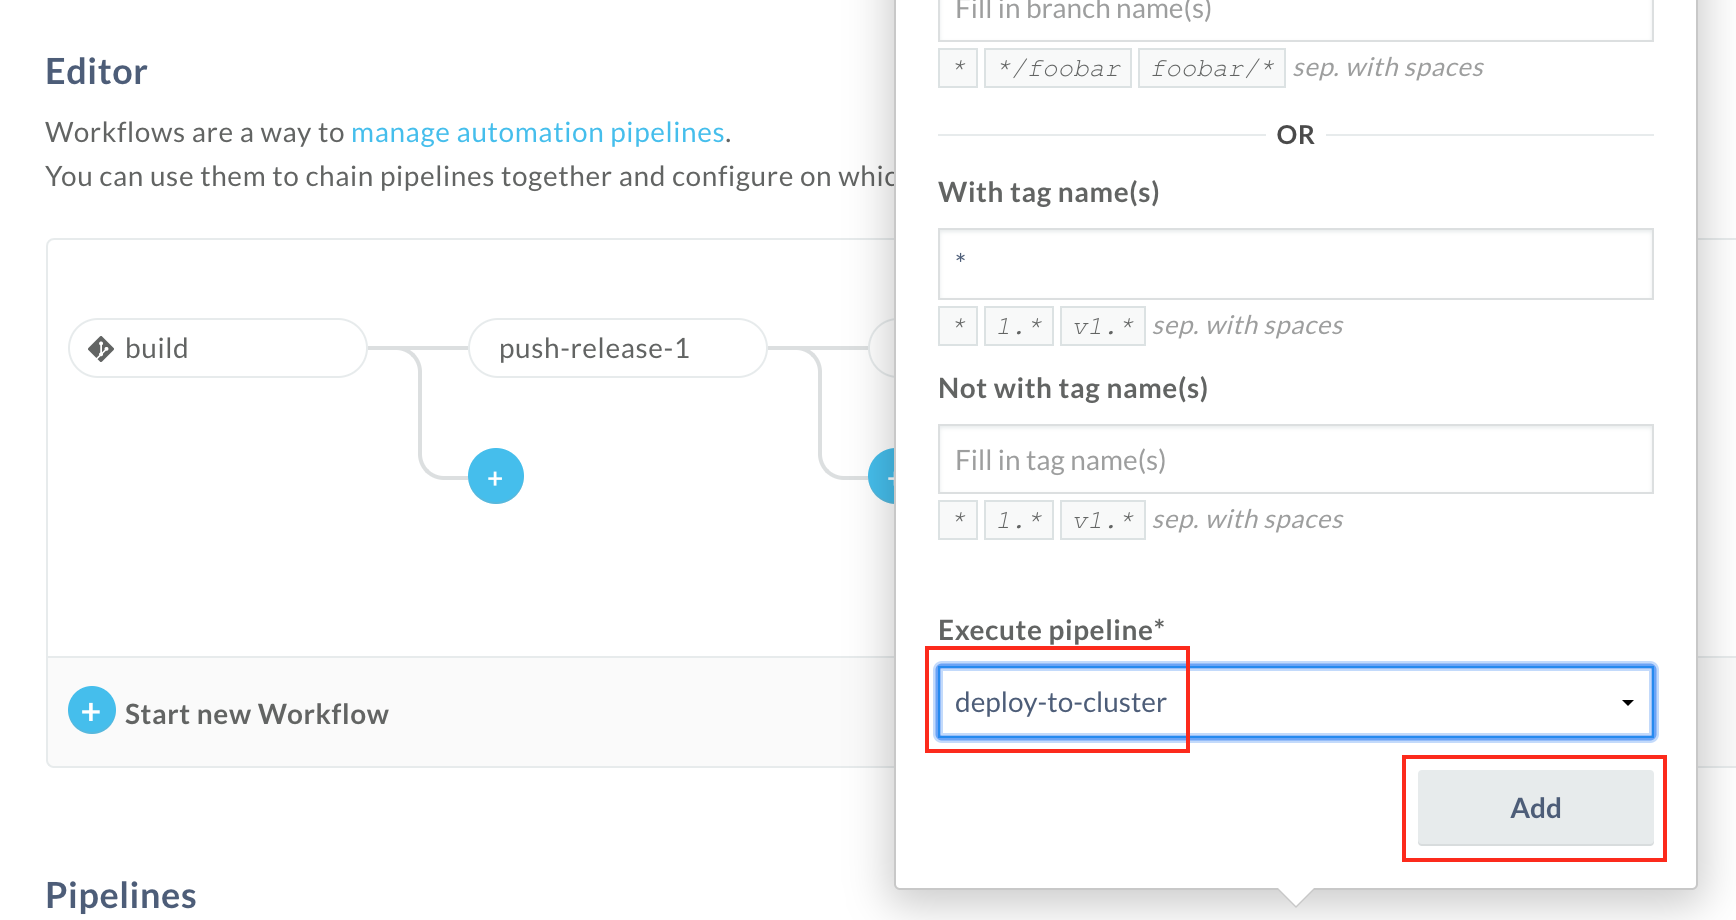 Editor
Workflows are a way to manage automation pipelines.
You can use them to chain pipelines together and configure on whic
build
push-release-1
+
+
+ Start new Workflow
Pipelines
Fill in branch name(s)
* */foobar foobar/* sep. with spaces
OR
With tag name(s)
*
* 1.* v1.* sep. with spaces
Not with tag name(s)
Fill in tag name(s)
* 1.* v1.* sep. with spaces
Execute pipeline*
deploy-to-cluster
Add